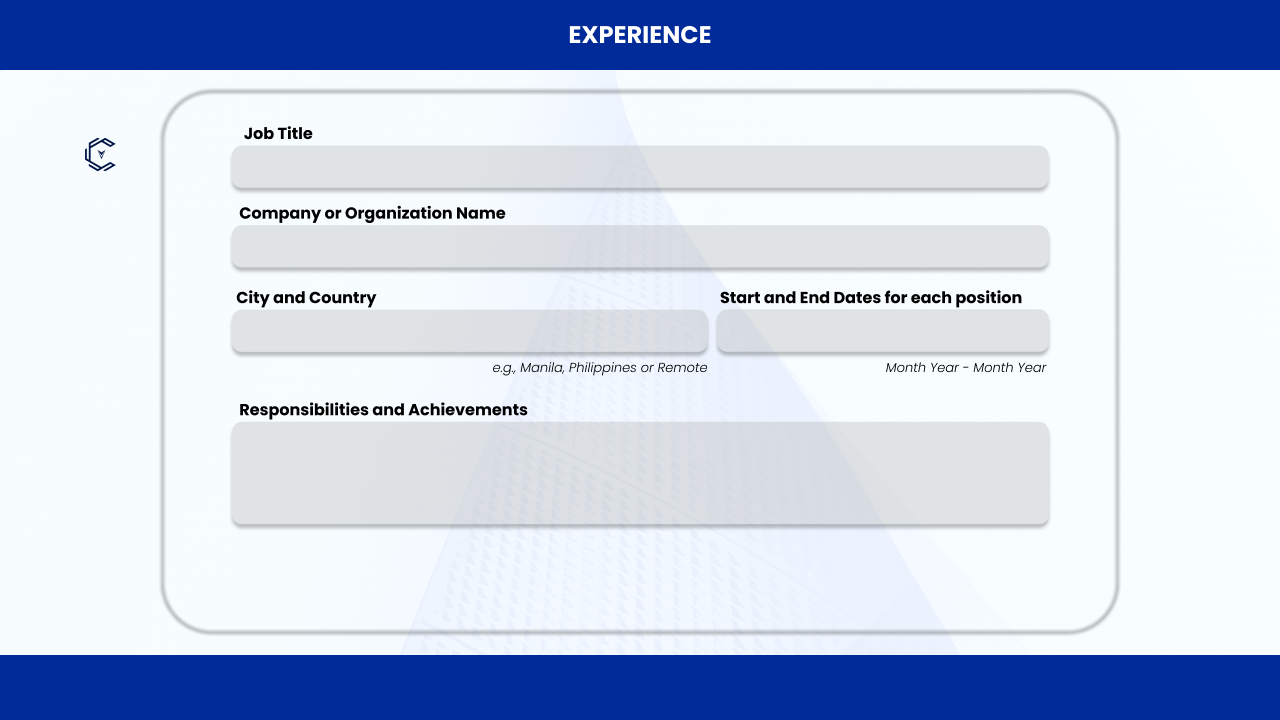 EXPERIENCE
Job Title
Company or Organization Name
City and Country
Start and End Dates for each position
e.g., Manila, Philippines or Remote
Month Year - Month Year
Responsibilities and Achievements